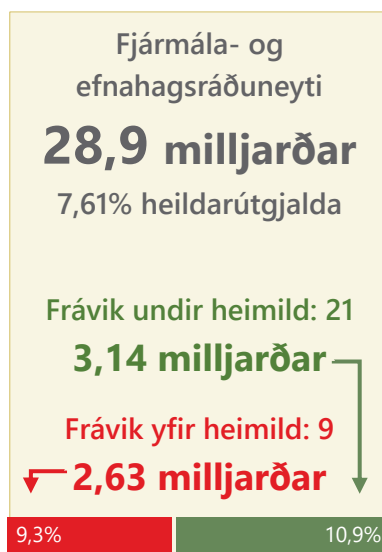 Fjármála- og
efnahagsráðuneyti
28,9 milljarðar
7,61% heildarútgjalda
Frávik undir heimild: 21
3,14 milljarðar
Frávik yfir heimild: 9
2,63 milljarðar
9,3% 10,9%